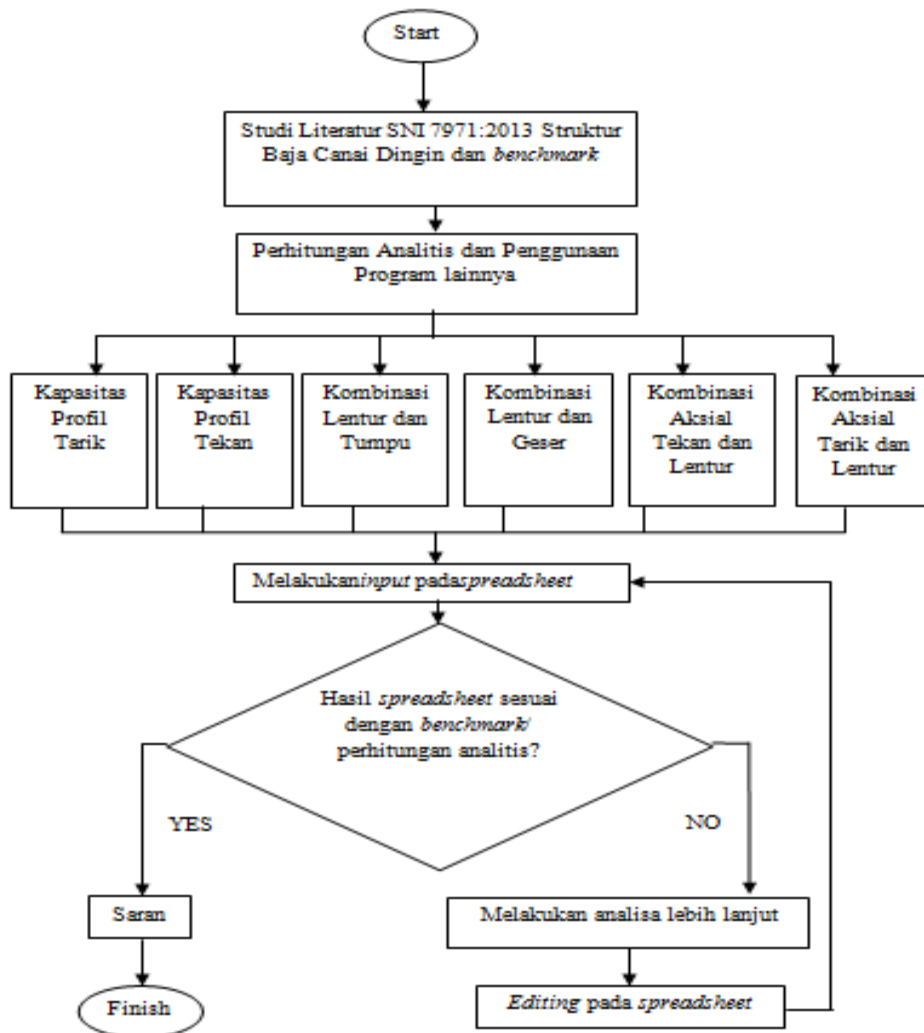 Start
Studi Literatur SNI 7971:2013 Struktur
Baja Canai Dingin dan benchmark
Perhitungan Analitis dan Penggunaan
Program lainnya
Kapasitas
Profil
Tarik
Kapasitas
Profil
Tekan
Kombinasi
Lentur dan
Tumpu
Kombinasi
Lentur dan
Geser
Kombinasi
Aksial
Tekan dan
Lentur
Kombinasi
Aksial
Tarik dan
Lentur
Melakukaninput padaspreadsheet
Hasil spreadsheet sesuai
dengan benchmark/
perhitungan analitis?
YES
NO
Saran
Melakukan analisa lebih lanjut
Finish
Editing pada spreadsheet